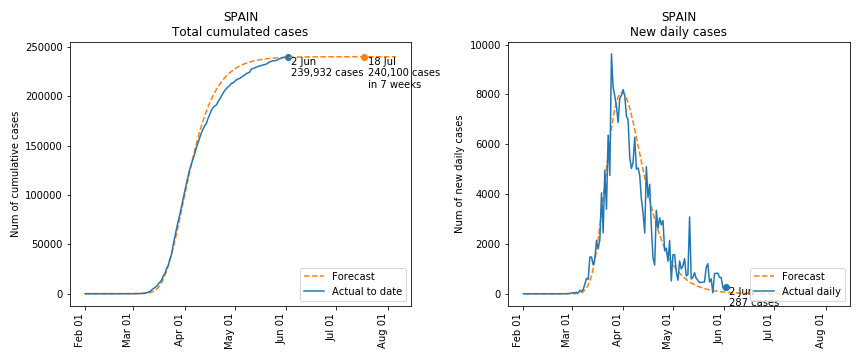 SPAIN
Total cumulated cases
Num of cumulative cases
250000
200000
150000
100000
50000
0
2 Jun
239,932 cases
18 Jul
240,100 cases
in 7 weeks
Forecast
Actual to date
Feb 01
Mar 01
Apr 01
May 01
Jun 01
Jul 01
Aug 01
SPAIN
New daily cases
Num of new daily cases
10000
8000
6000
4000
2000
0
2 Jun
287 cases
Forecast
Actual daily
Feb 01
Mar 01
Apr 01
May 01
Jun 01
Jul 01
Aug 01